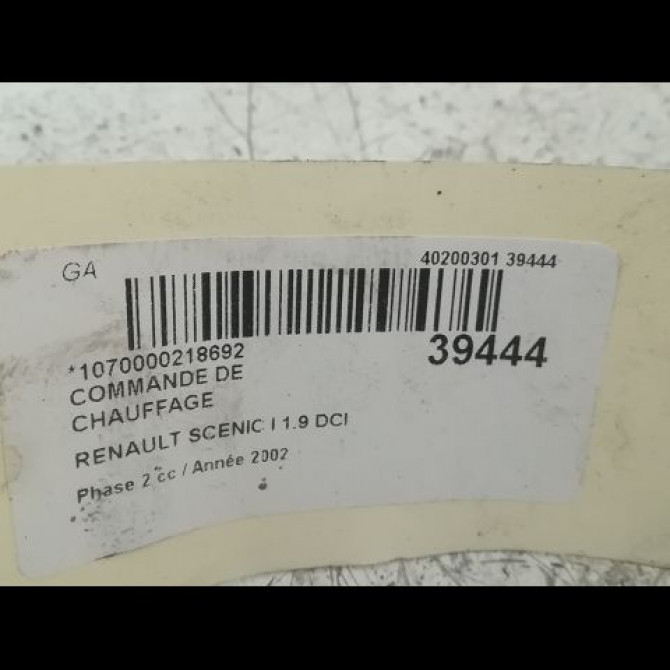 GA
40200301 39444
*1070000218692
39444
COMMANDE DE
CHAUFFAGE
RENAULT SCENIC I 1.9 DCI
Phase 2 cc / Année 2002